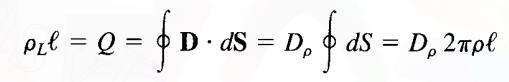 ρ_L ℓ = Q = ∮ D · dS = D_ρ ∮ dS = D_ρ 2πρℓ